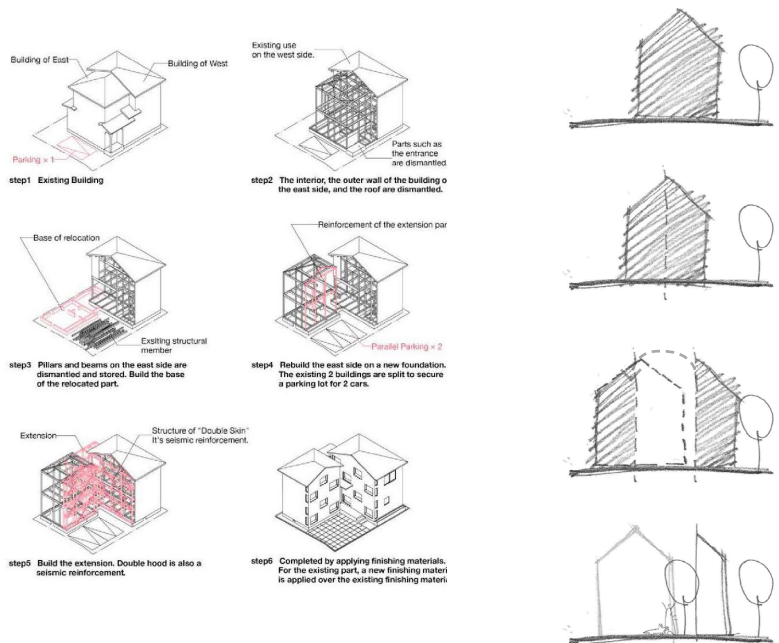 Building of East
Building of West
Parking × 1
step1 Existing Building
Existing use
on the west side.
Parts such as
the entrance
are dismantled.
step2 The interior, the outer wall of the building o
the east side, and the roof are dismantled.
Base of relocation
Exsiting structural
member
step3 Pillars and beams on the east side are
dismantled and stored. Build the base
of the relocated part.
Reinforcement of the extension par
Parallel Parking × 2
step4 Rebuild the east side on a new foundation.
The existing 2 buildings are split to secure
a parking lot for 2 cars.
Extension
Structure of "Double Skin"
It's seismic reinforcement.
step5 Build the extension. Double hood is also a
seismic reinforcement.
step6 Completed by applying finishing materials.
For the existing part, a new finishing materi
is applied over the existing finishing materia